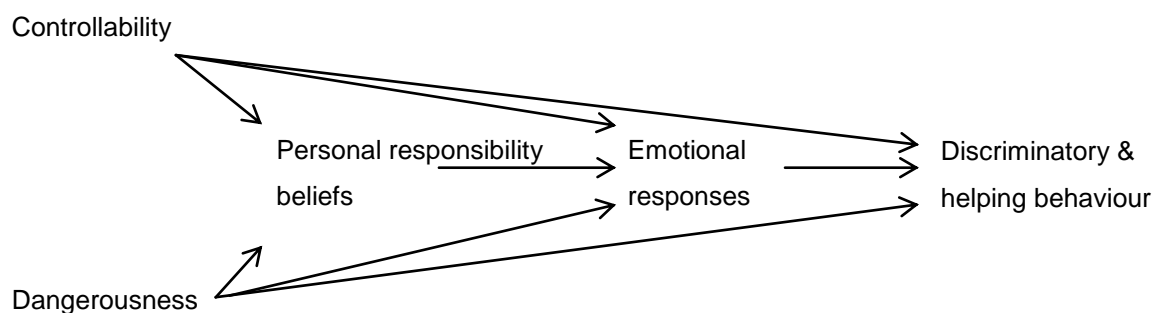 Controllability
Personal responsibility
beliefs
Emotional
responses
Discriminatory &
helping behaviour
Dangerousness